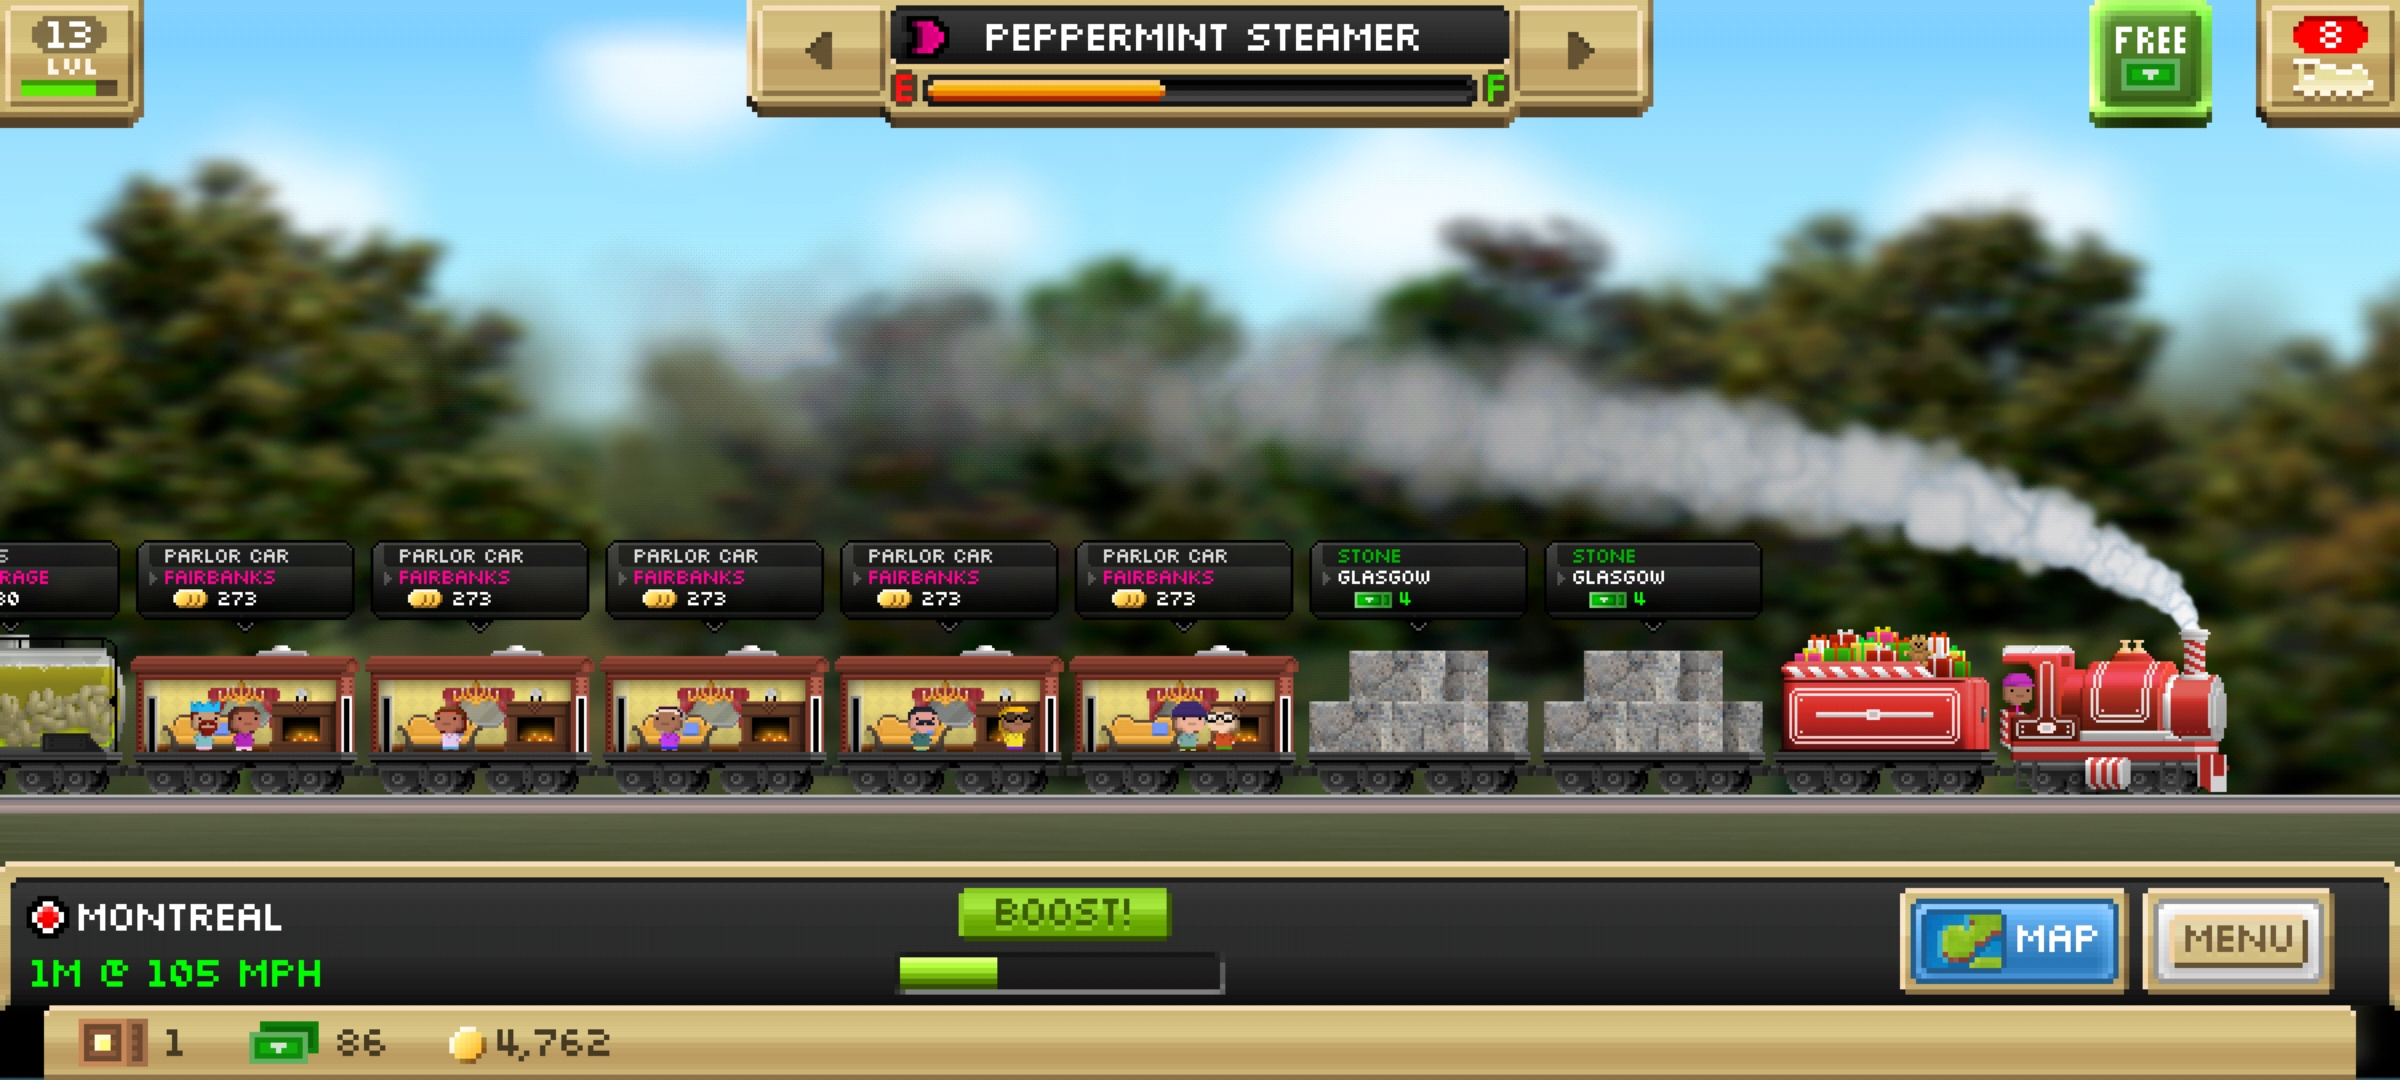 13
LVL
PEPPERMINT STEAMER
E F
FREE
8
S
RAGE
30
PARLOR CAR
FAIRBANKS
273
PARLOR CAR
FAIRBANKS
273
PARLOR CAR
FAIRBANKS
273
PARLOR CAR
FAIRBANKS
273
PARLOR CAR
FAIRBANKS
273
STONE
GLASGOW
4
STONE
GLASGOW
4
MONTREAL
1M @ 105 MPH
BOOST!
MAP
MENU
1 86 4,762